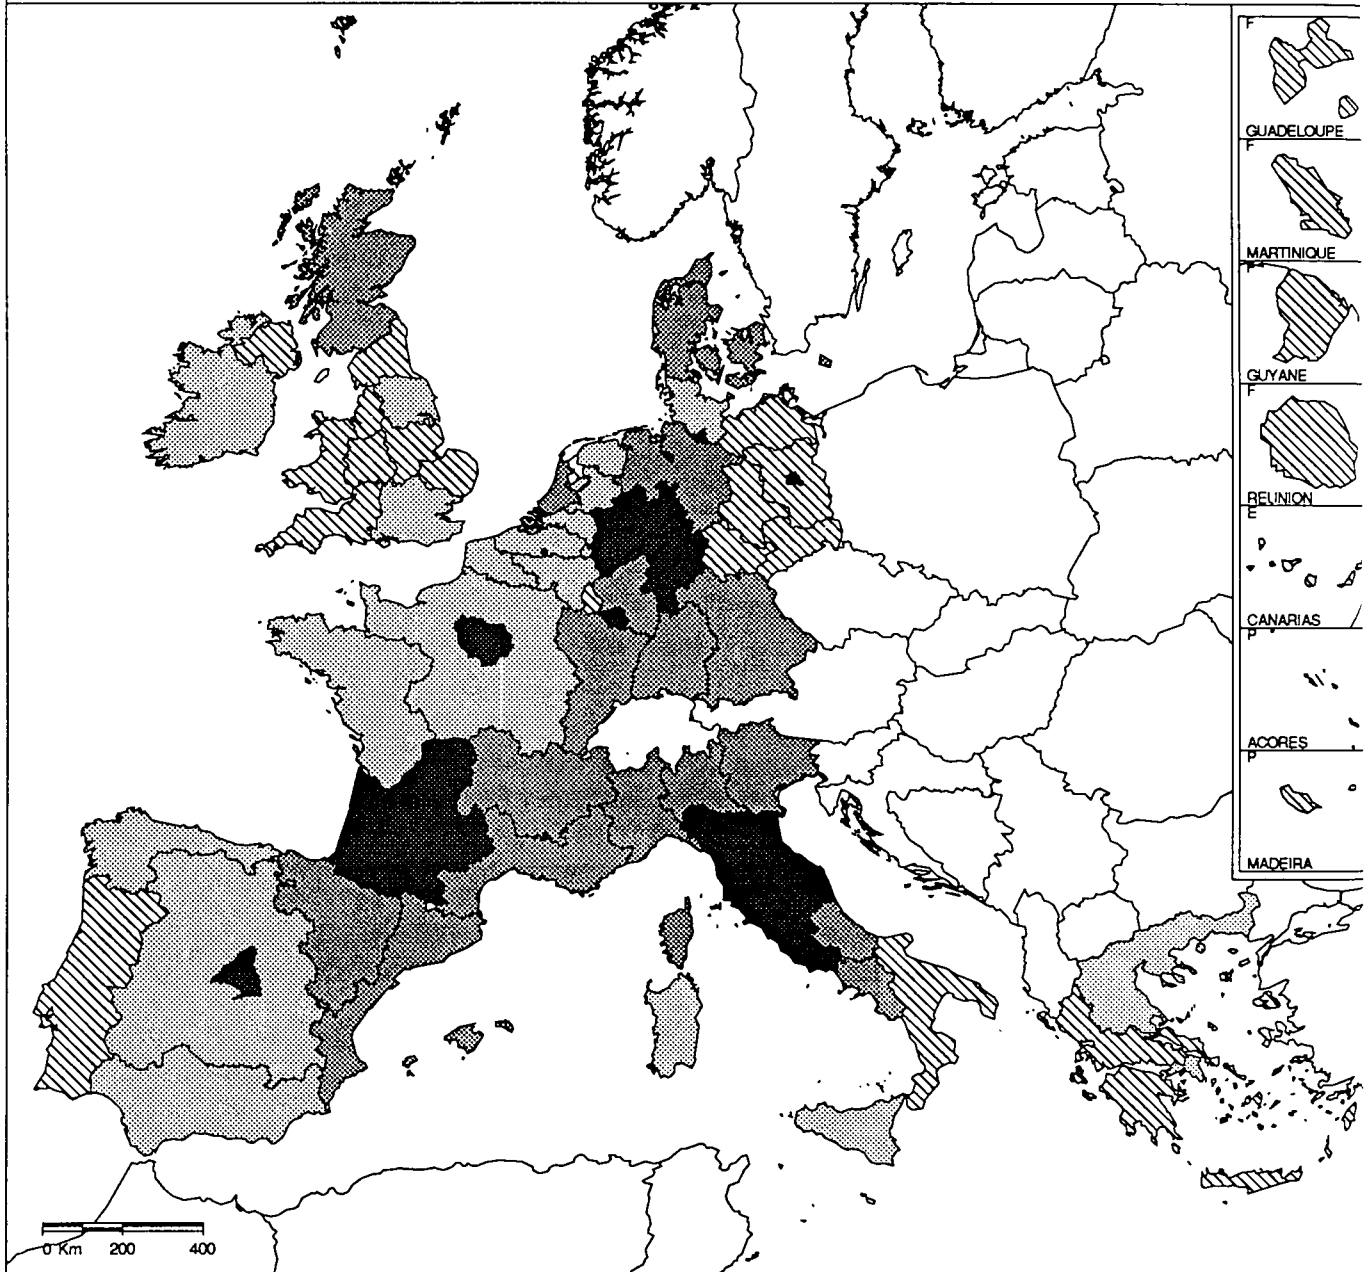 F
GUADELOUPE
F
MARTINIQUE
F
GUYANE
F
REUNION
E
CANARIAS
P
ACORES
P
MADEIRA
0 Km 200 400